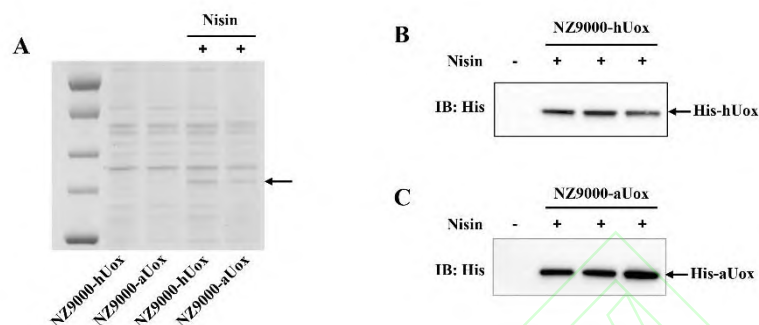 A
Nisin
+ +
NZ9000-hUox
NZ9000-aUox
NZ9000-hUox
NZ9000-aUox
B
NZ9000-hUox
Nisin - + + +
IB: His
His-hUox
C
NZ9000-aUox
Nisin - + + +
IB: His
His-aUox